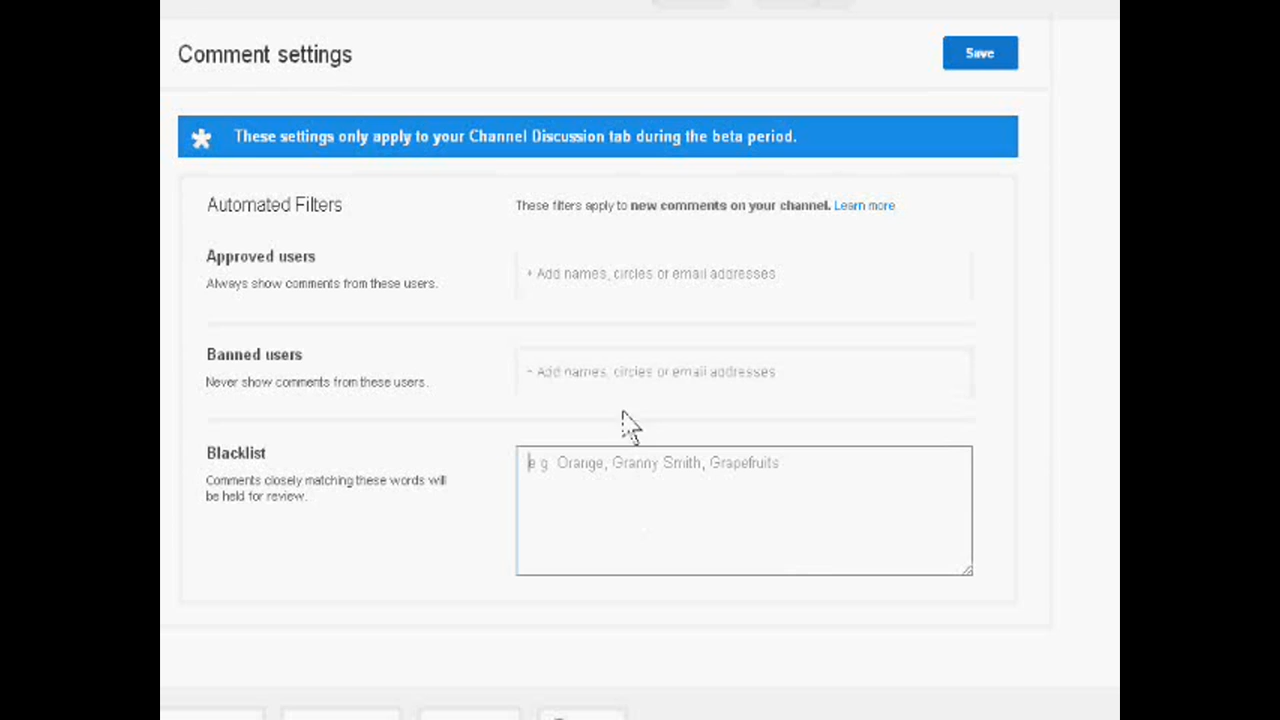 Comment settings
Save
These settings only apply to your Channel Discussion tab during the beta period.
Automated Filters
These filters apply to new comments on your channel. Learn more
Approved users
Always show comments from these users.
+ Add names, circles or email addresses
Banned users
Never show comments from these users.
- Add names, circles or email addresses
Blacklist
Comments closely matching these words will
be held for review.
e g Orange, Granny Smith, Grapefruits